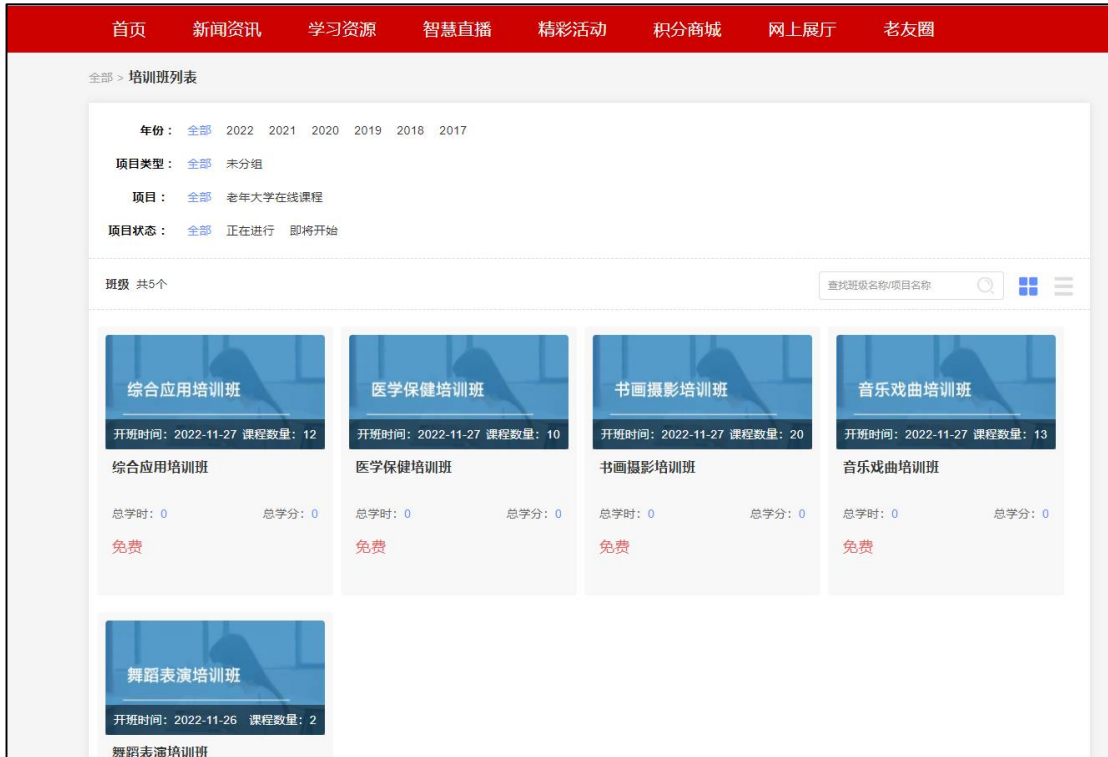 首页 新闻资讯 学习资源 智慧直播 精彩活动 积分商城 网上展厅 老友圈
全部 > 培训班列表
年份： 全部 2022 2021 2020 2019 2018 2017
项目类型： 全部 未分组
项目： 全部 老年大学在线课程
项目状态： 全部 正在进行 即将开始
班级 共5个 查找班级名称/项目名称
综合应用培训班 医学保健培训班 书画摄影培训班 音乐戏曲培训班
开班时间：2022-11-27 课程数量：12 开班时间：2022-11-27 课程数量：10 开班时间：2022-11-27 课程数量：20 开班时间：2022-11-27 课程数量：13
综合应用培训班 医学保健培训班 书画摄影培训班 音乐戏曲培训班
总学时：0 总学分：0 总学时：0 总学分：0 总学时：0 总学分：0 总学时：0 总学分：0
免费 免费 免费 免费
舞蹈表演培训班
开班时间：2022-11-26 课程数量：2
舞蹈表演培训班